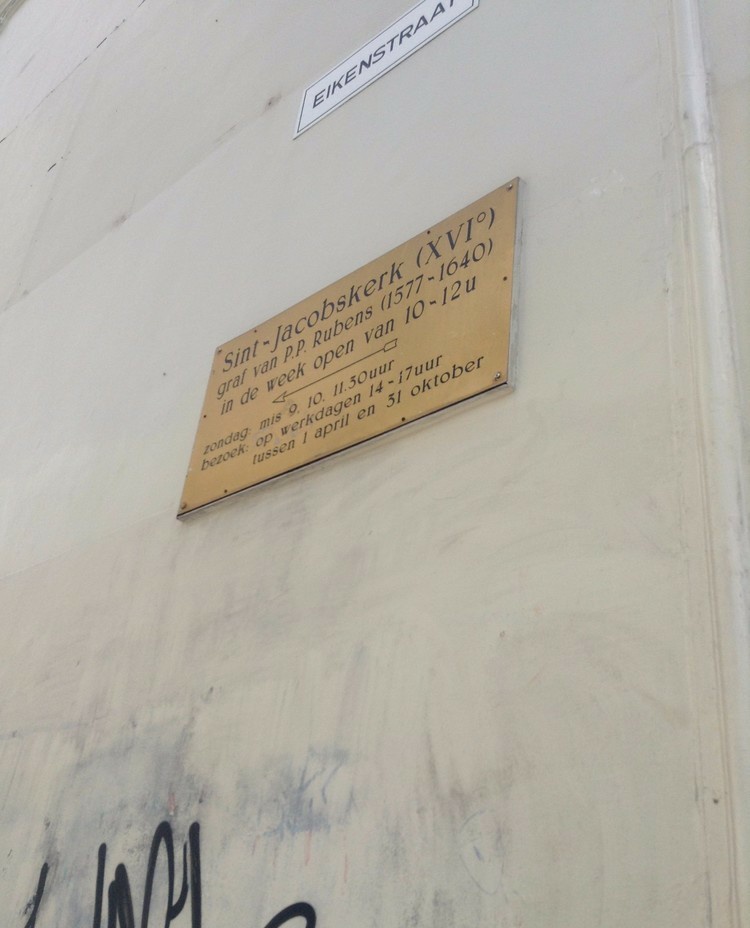 EIKENSTRAAT
Sint-Jacobskerk (XVIº)
graf van P.P. Rubens (1577-1640)
in de week open van 10-12u
zondag: mis 9. 10. 11.30uur
bezoek: op werkdagen 14-17uur
tussen 1 april en 31 oktober